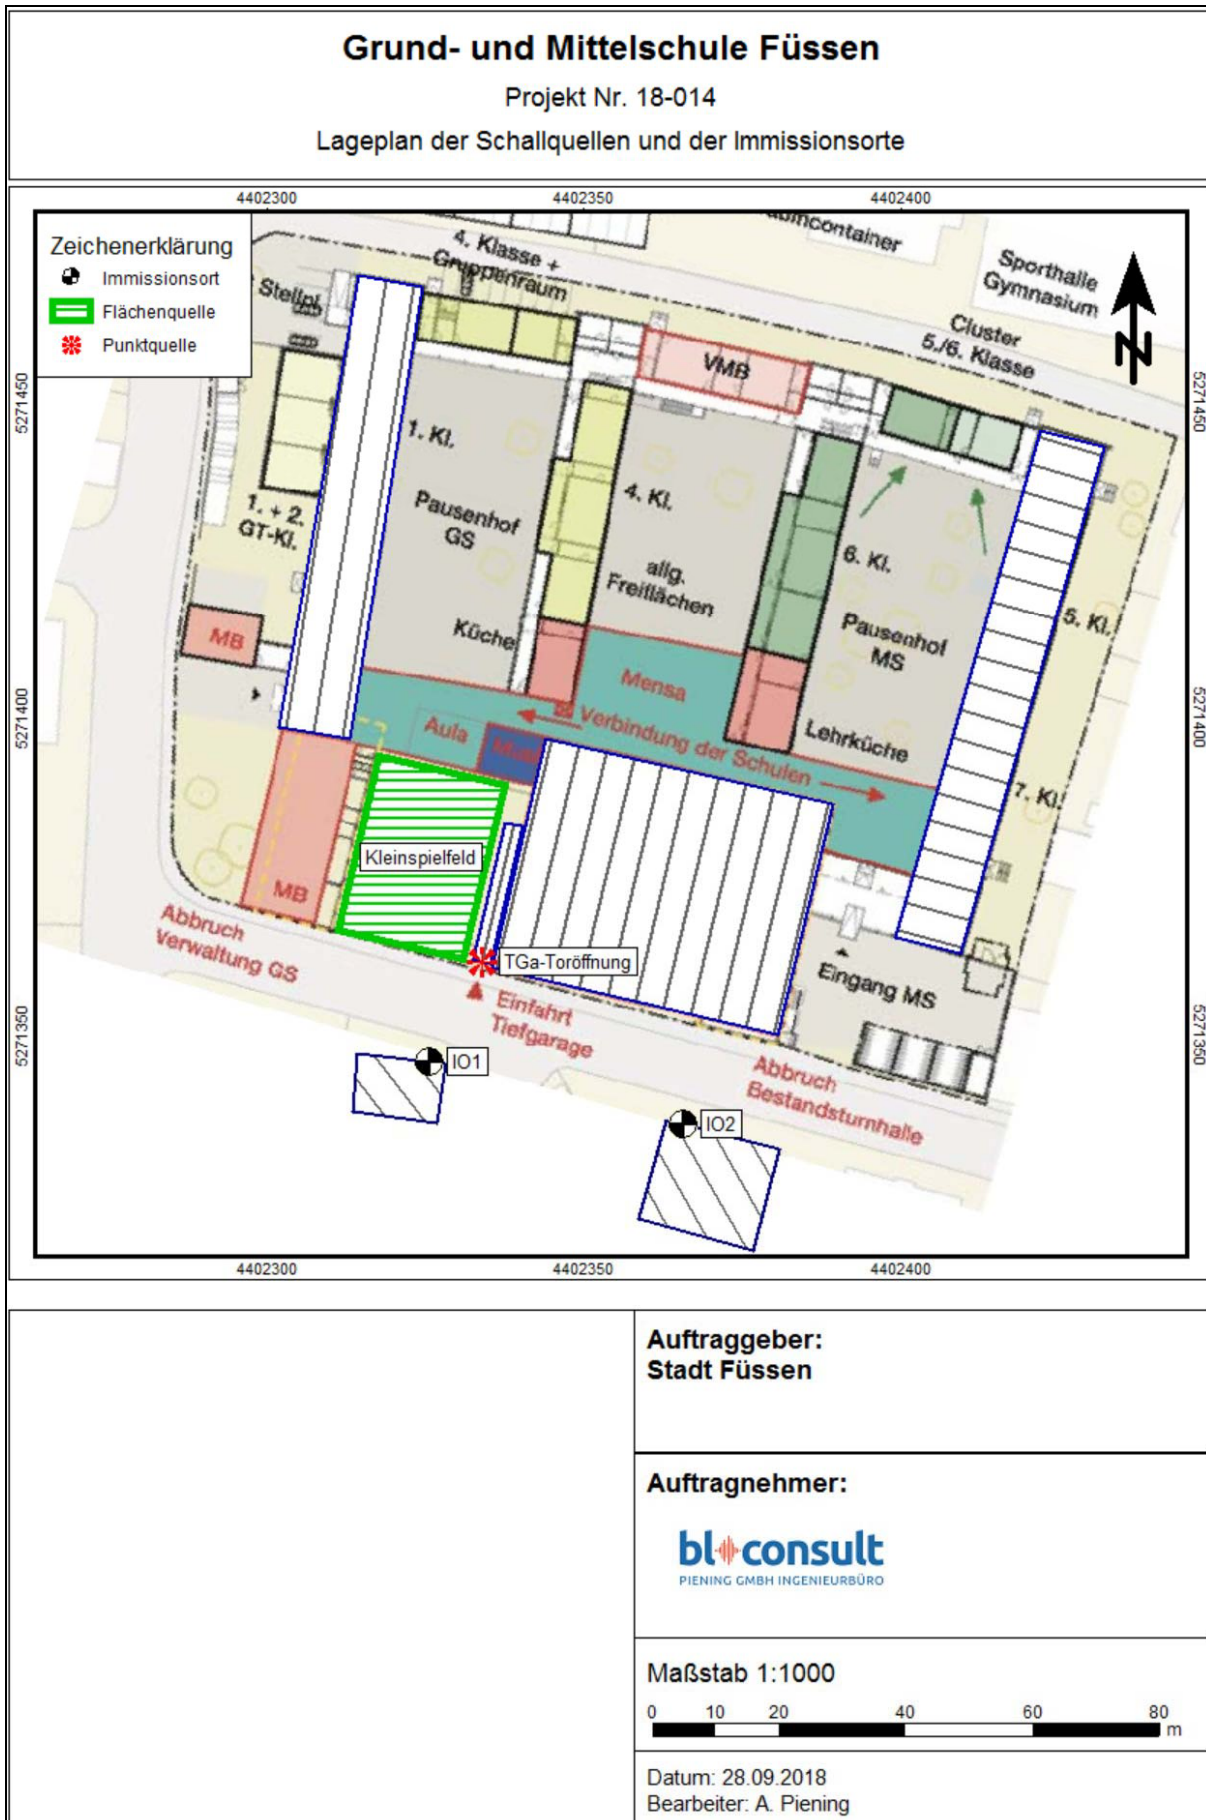 Grund- und Mittelschule Füssen
Projekt Nr. 18-014
Lageplan der Schallquellen und der Immissionsorte
4402300
4402350
4402400
Zeichenerklärung
Immissionsort
Flächenquelle
Punktquelle
Stellpl.
4. Klasse +
Gruppenraum
Sporthalle
Gymnasium
Cluster
5./6. Klasse
N
5271450
5271450
VMB
1. Kl.
Pausenhof
GS
1. + 2.
GT-Kl.
4. Kl.
allg.
Freiflächen
6. Kl.
Pausenhof
MS
5. Kl.
MB
Küche
Mensa
Lehrküche
5271400
5271400
Aula
Verbindung der Schulen
7. Kl.
Kleinspielfeld
MB
Abbruch
Verwaltung GS
TGa-Toröffnung
Einfahrt
Tiefgarage
Eingang MS
5271350
5271350
IO1
Abbruch
Bestandsturnhalle
IO2
4402300
4402350
4402400
Auftraggeber:
Stadt Füssen
Auftragnehmer:
bl consult
PIENING GMBH INGENIEURBÜRO
Maßstab 1:1000
0 10 20 40 60 80
m
Datum: 28.09.2018
Bearbeiter: A. Piening